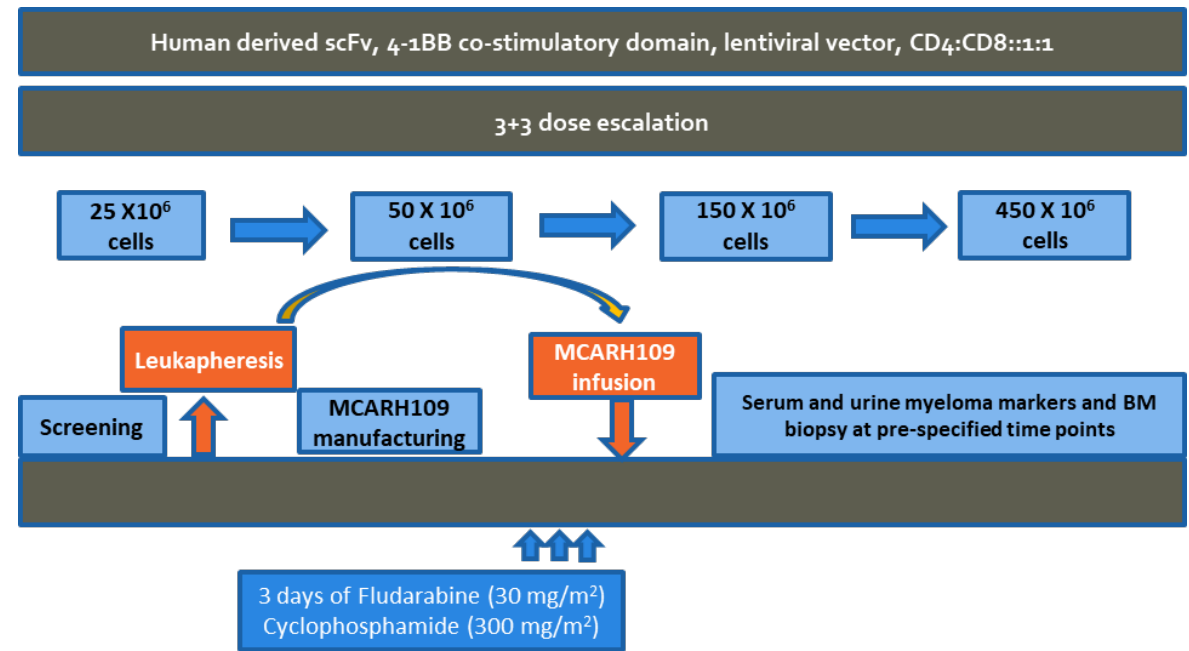 Human derived scFv, 4-1BB co-stimulatory domain, lentiviral vector, CD4:CD8::1:1
3+3 dose escalation
25 X10⁶
cells
50 X 10⁶
cells
150 X 10⁶
cells
450 X 10⁶
cells
Leukapheresis
MCARH109
infusion
Screening
MCARH109
manufacturing
Serum and urine myeloma markers and BM
biopsy at pre-specified time points
3 days of Fludarabine (30 mg/m²)
Cyclophosphamide (300 mg/m²)